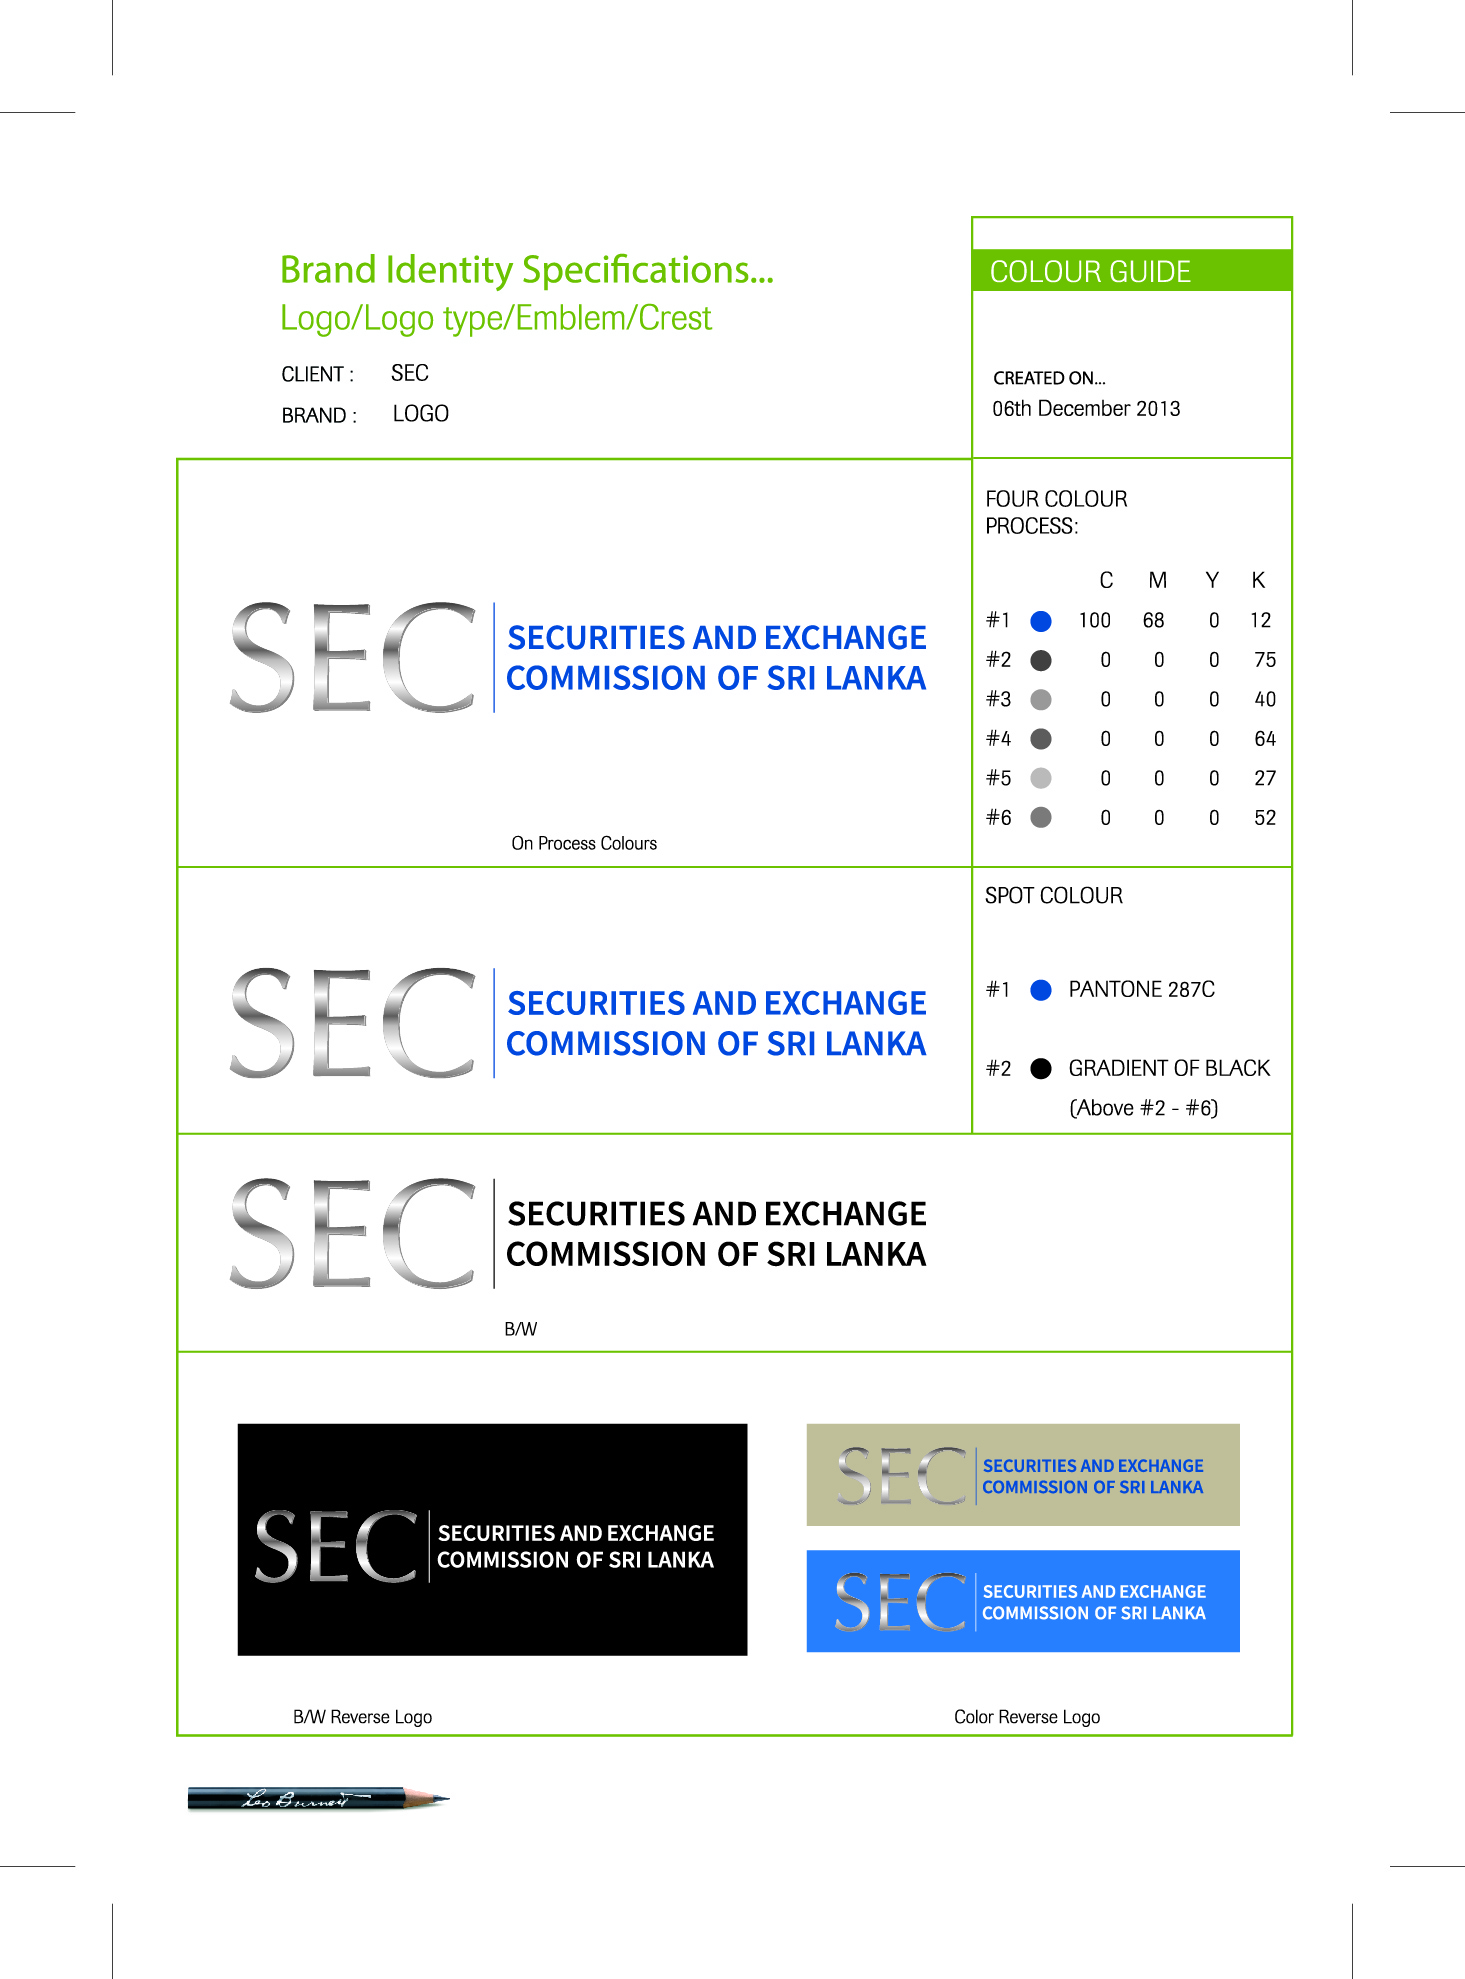 Brand Identity Specifications...
Logo/Logo type/Emblem/Crest
CLIENT : SEC
BRAND : LOGO
COLOUR GUIDE
CREATED ON...
06th December 2013
SEC
SECURITIES AND EXCHANGE
COMMISSION OF SRI LANKA
On Process Colours
FOUR COLOUR
PROCESS:
C M Y K
#1 100 68 0 12
#2 0 0 0 75
#3 0 0 0 40
#4 0 0 0 64
#5 0 0 0 27
#6 0 0 0 52
SEC
SECURITIES AND EXCHANGE
COMMISSION OF SRI LANKA
SPOT COLOUR
#1 PANTONE 287C
#2 GRADIENT OF BLACK
(Above #2 - #6)
SEC
SECURITIES AND EXCHANGE
COMMISSION OF SRI LANKA
B/W
SEC
SECURITIES AND EXCHANGE
COMMISSION OF SRI LANKA
B/W Reverse Logo
SEC
SECURITIES AND EXCHANGE
COMMISSION OF SRI LANKA
SEC
SECURITIES AND EXCHANGE
COMMISSION OF SRI LANKA
Color Reverse Logo
Leo Burnett